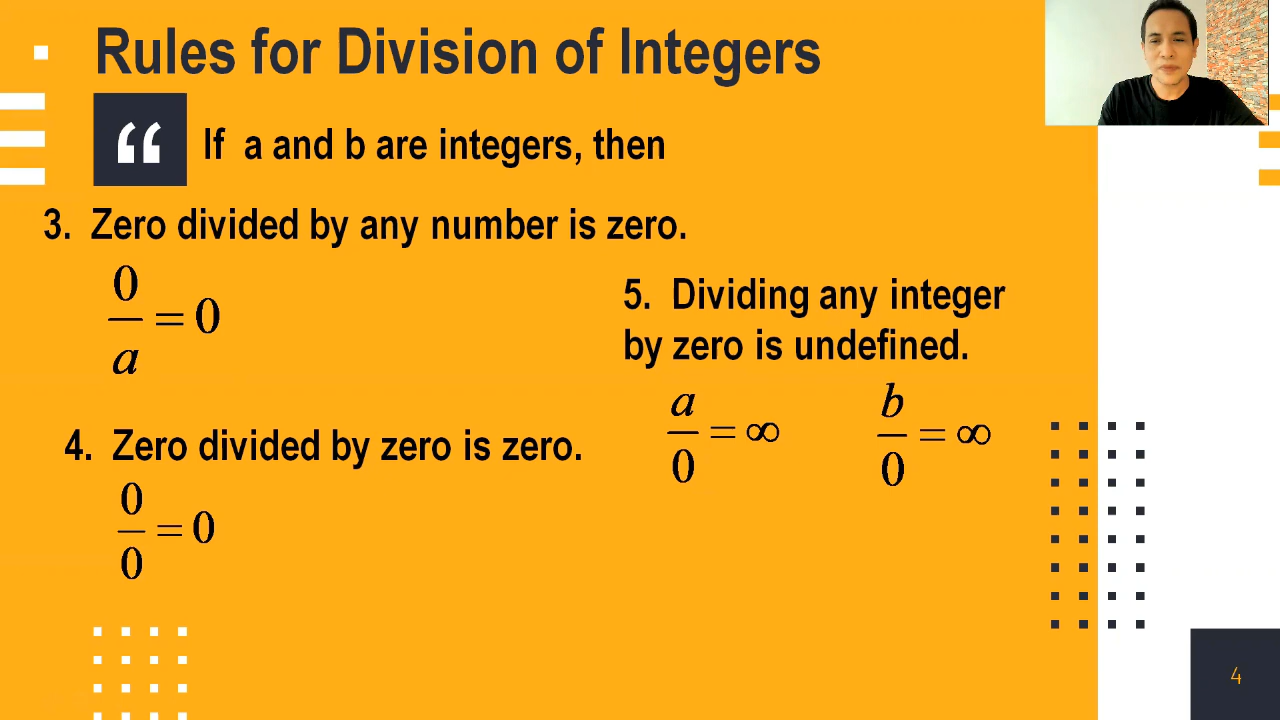 Rules for Division of Integers
“ If a and b are integers, then
3. Zero divided by any number is zero.
0/a = 0
4. Zero divided by zero is zero.
0/0 = 0
5. Dividing any integer
by zero is undefined.
a/0 = ∞ b/0 = ∞
4